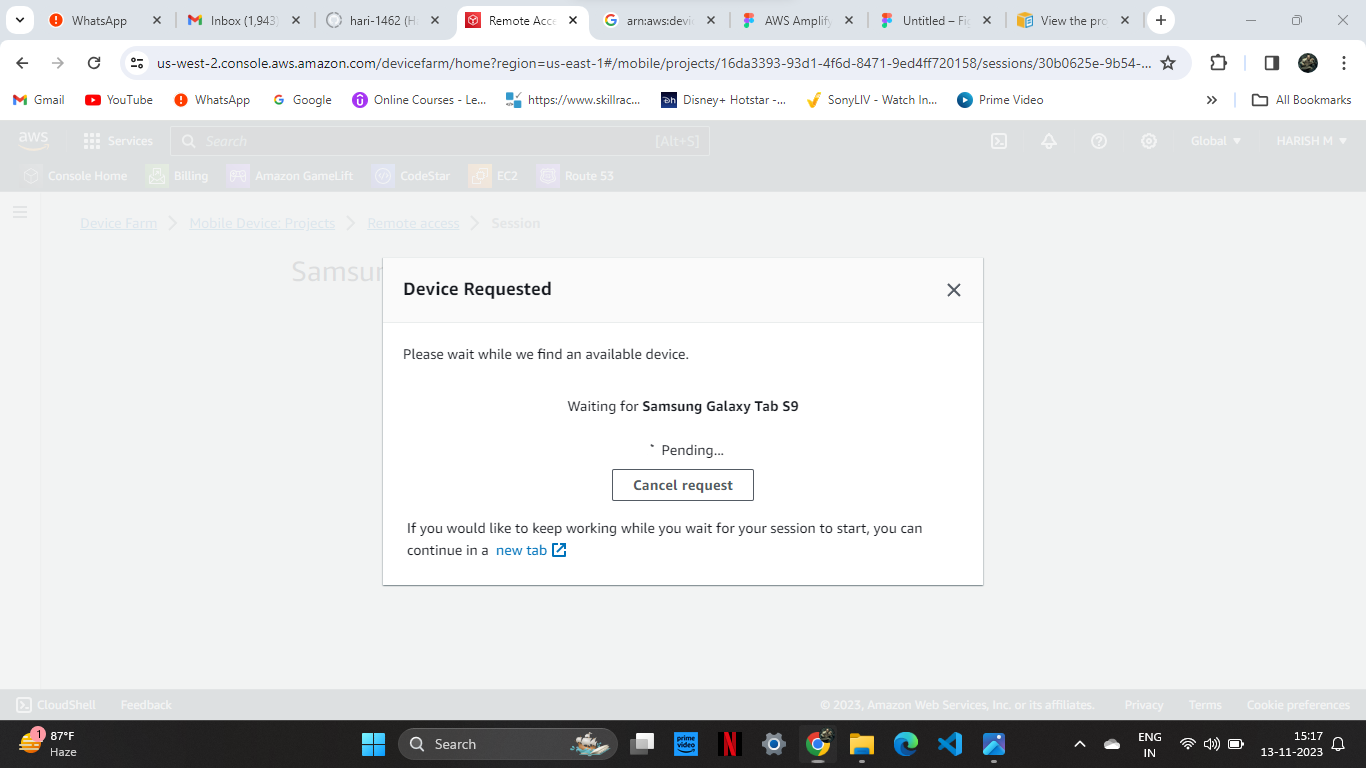 WhatsApp
Inbox (1,943)
hari-1462 (Ha
Remote Acce
arn:aws:devic
AWS Amplify
Untitled – Fig
View the pro
us-west-2.console.aws.amazon.com/devicefarm/home?region=us-east-1#/mobile/projects/16da3393-93d1-4f6d-8471-9ed4ff720158/sessions/30b0625e-9b54-...
Gmail
YouTube
WhatsApp
Google
Online Courses - Le...
https://www.skillrac...
Disney+ Hotstar -...
SonyLIV - Watch In...
Prime Video
All Bookmarks
aws
Services
Search
[Alt+S]
Global
HARISH M
Console Home
Billing
Amazon GameLift
CodeStar
EC2
Route 53
Device Farm
Mobile Device: Projects
Remote access
Session
Samsun
Device Requested
Please wait while we find an available device.
Waiting for Samsung Galaxy Tab S9
Pending...
Cancel request
If you would like to keep working while you wait for your session to start, you can
continue in a new tab
CloudShell
Feedback
© 2023, Amazon Web Services, Inc. or its affiliates.
Privacy
Terms
Cookie preferences
1
87°F
Haze
Search
prime video
N
ENG
IN
15:17
13-11-2023